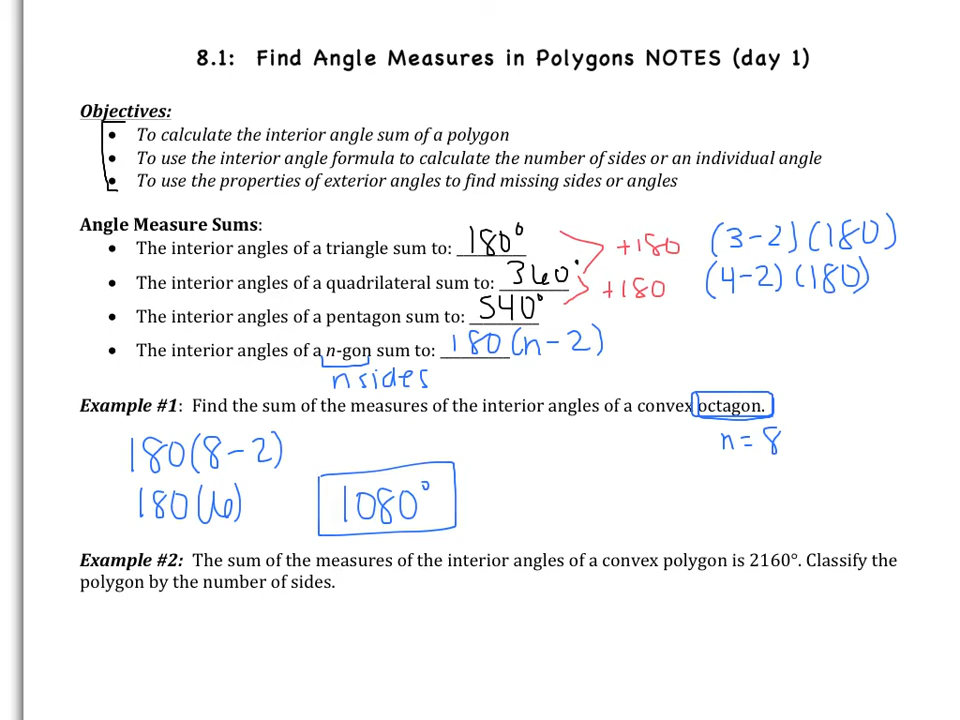 8.1: Find Angle Measures in Polygons NOTES (day 1)
Objectives:
• To calculate the interior angle sum of a polygon
• To use the interior angle formula to calculate the number of sides or an individual angle
• To use the properties of exterior angles to find missing sides or angles
Angle Measure Sums:
• The interior angles of a triangle sum to: 180° +180 (3-2)(180)
• The interior angles of a quadrilateral sum to: 360° +180 (4-2)(180)
• The interior angles of a pentagon sum to: 540°
• The interior angles of a n-gon sum to: 180(n-2)
n sides
Example #1: Find the sum of the measures of the interior angles of a convex octagon.
n = 8
180(8-2)
180(6) 1080°
Example #2: The sum of the measures of the interior angles of a convex polygon is 2160°. Classify the
polygon by the number of sides.